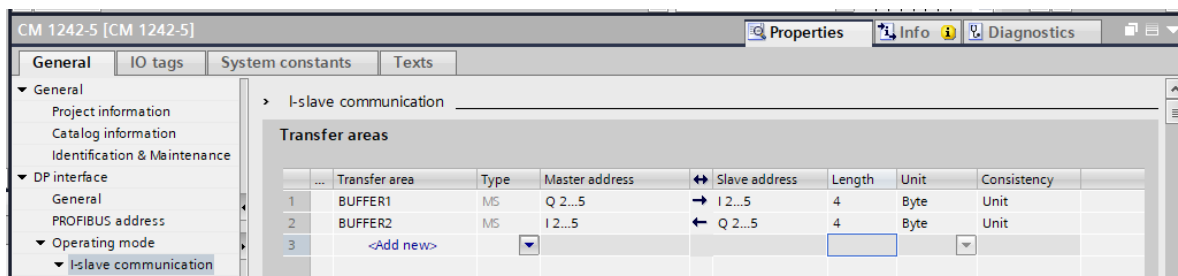 CM 1242-5 [CM 1242-5]
Properties
Info
Diagnostics
General
IO tags
System constants
Texts
General
Project information
Catalog information
Identification & Maintenance
DP interface
General
PROFIBUS address
Operating mode
I-slave communication
I-slave communication
Transfer areas
... Transfer area Type Master address ↔ Slave address Length Unit Consistency
1 BUFFER1 MS Q 2...5 → I 2...5 4 Byte Unit
2 BUFFER2 MS I 2...5 ← Q 2...5 4 Byte Unit
3 <Add new>